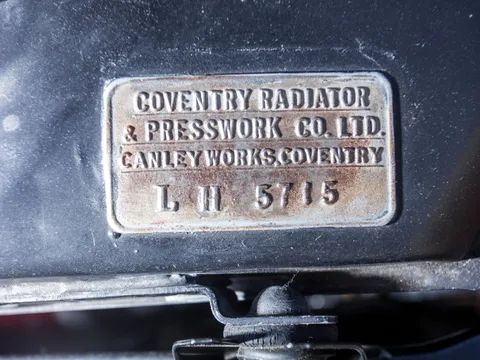 COVENTRY RADIATOR
& PRESSWORK CO. LTD.
CANLEY WORKS,COVENTRY
L H 5715